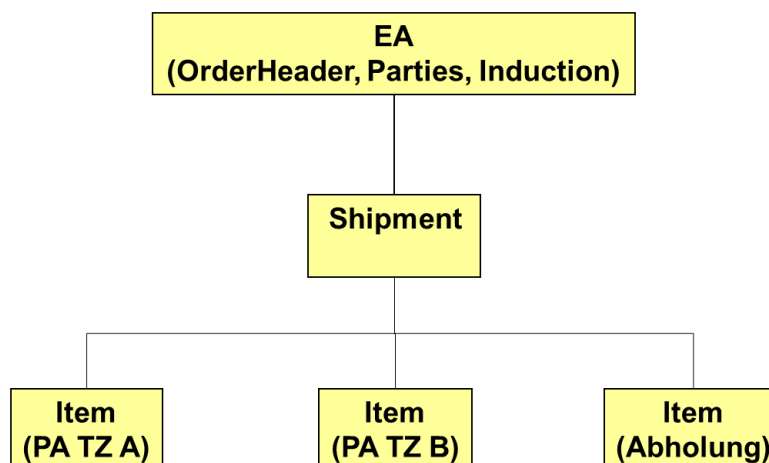 EA
(OrderHeader, Parties, Induction)
Shipment
Item
(PA TZ A)
Item
(PA TZ B)
Item
(Abholung)